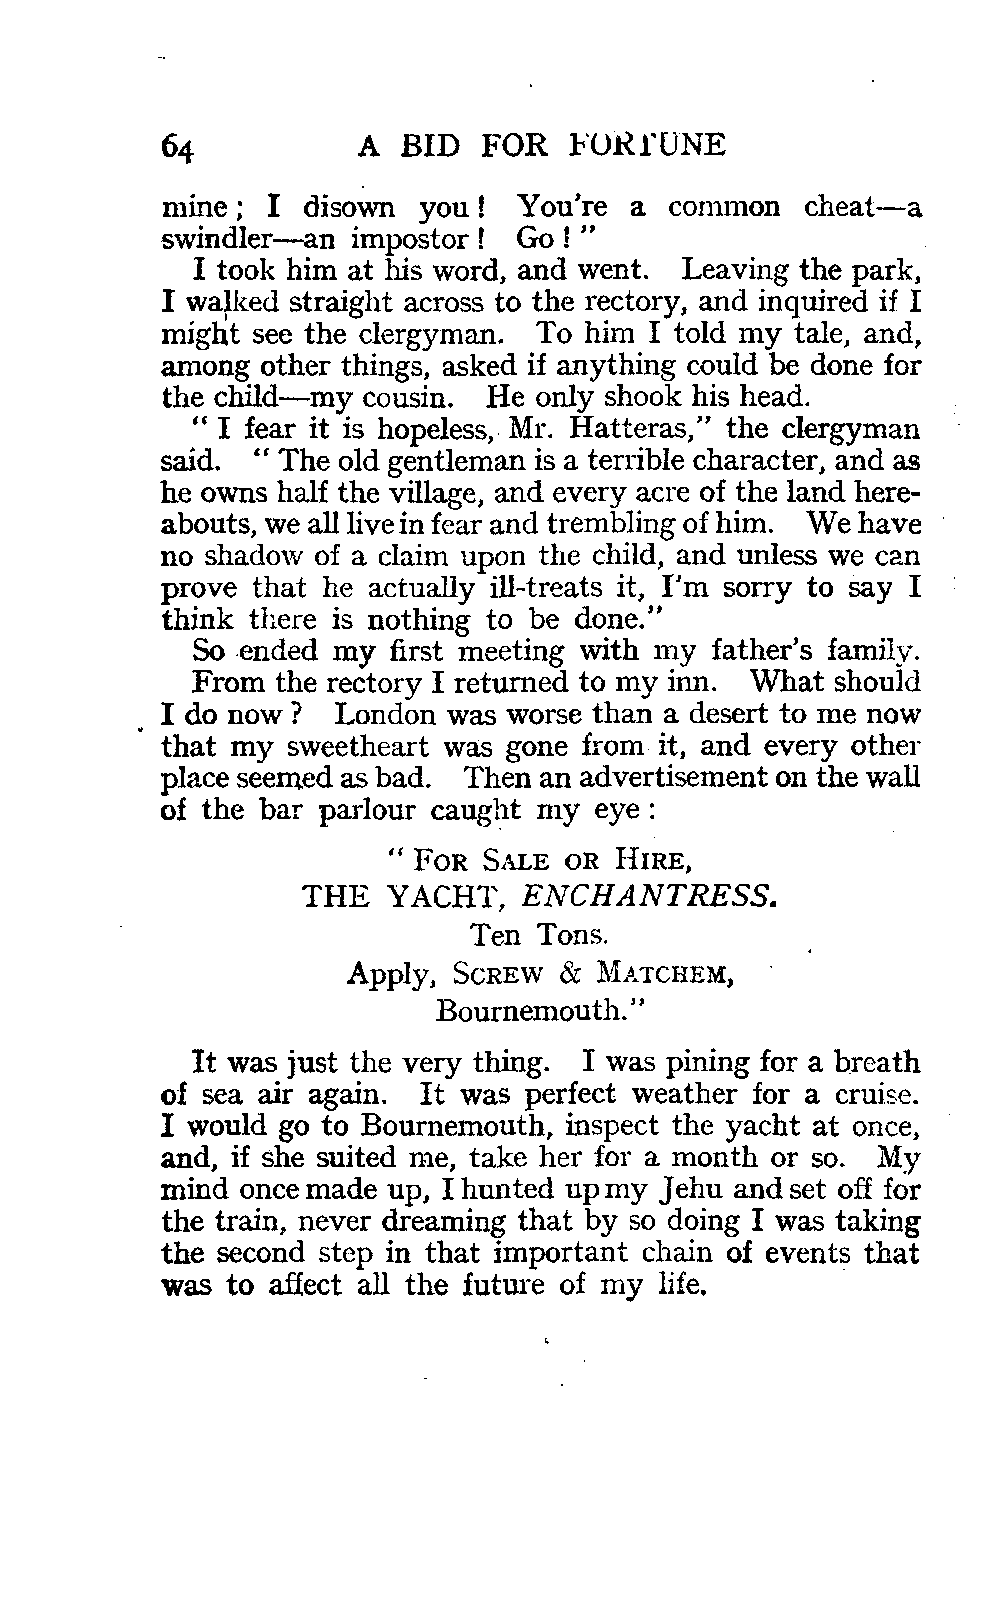 64 A BID FOR FORTUNE
mine; I disown you! You're a common cheat—a
swindler—an impostor! Go!"
I took him at his word, and went. Leaving the park,
I walked straight across to the rectory, and inquired if I
might see the clergyman. To him I told my tale, and,
among other things, asked if anything could be done for
the child—my cousin. He only shook his head.
"I fear it is hopeless, Mr. Hatteras," the clergyman
said. "The old gentleman is a terrible character, and as
he owns half the village, and every acre of the land here-
abouts, we all live in fear and trembling of him. We have
no shadow of a claim upon the child, and unless we can
prove that he actually ill-treats it, I'm sorry to say I
think there is nothing to be done."
So ended my first meeting with my father's family.
From the rectory I returned to my inn. What should
I do now? London was worse than a desert to me now
that my sweetheart was gone from it, and every other
place seemed as bad. Then an advertisement on the wall
of the bar parlour caught my eye:
"FOR SALE OR HIRE,
THE YACHT, ENCHANTRESS.
Ten Tons.
Apply, SCREW & MATCHEM,
Bournemouth."
It was just the very thing. I was pining for a breath
of sea air again. It was perfect weather for a cruise.
I would go to Bournemouth, inspect the yacht at once,
and, if she suited me, take her for a month or so. My
mind once made up, I hunted up my Jehu and set off for
the train, never dreaming that by so doing I was taking
the second step in that important chain of events that
was to affect all the future of my life.